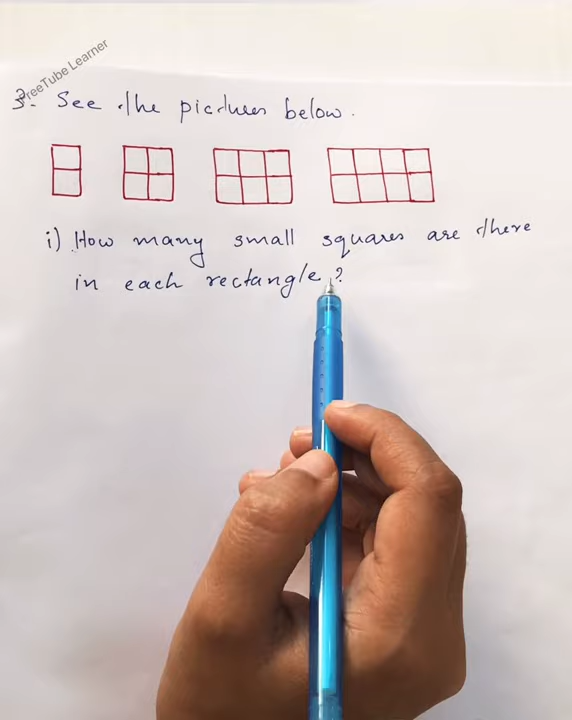 FreeTube Learner
3. See the pictures below.
i) How many small squares are there
in each rectangle?